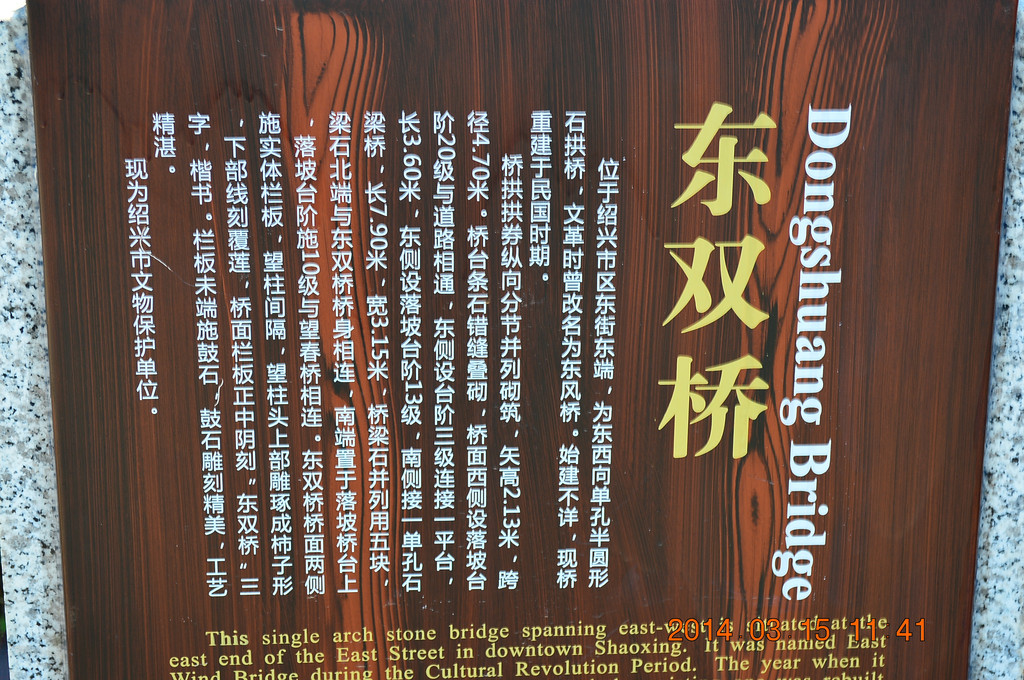 Dongshuang Bridge
东双桥
位于绍兴市区东街东端，为东西向单孔半圆形
石拱桥，文革时曾改名为东风桥。始建不详，现桥
重建于民国时期。
桥拱拱券纵向分节并列砌筑，矢高2.13米，跨
径4.70米。桥台条石错缝叠砌，桥面西侧设落坡台
阶20级与道路相通，东侧设台阶三级连接一平台，
长3.60米，东侧设落坡台阶13级，南侧接一单孔石
梁桥，长7.90米，宽3.15米，桥梁石并列用五块，
梁石北端与东双桥桥身相连，南端置于落坡桥台上
，落坡台阶施10级与望春桥相连。东双桥桥面两侧
施实体栏板，望柱间隔，望柱头上部雕琢成柿子形
，下部线刻覆莲，桥面栏板正中阴刻“东双桥”三
字，楷书。栏板末端施鼓石，鼓石雕刻精美，工艺
精湛。
现为绍兴市文物保护单位。
This single arch stone bridge spanning east-west is situated at the
east end of the East Street in downtown Shaoxing. It was named East
Wind Bridge during the Cultural Revolution Period. The year when it
was rebuilt
2014 03 15 11 41